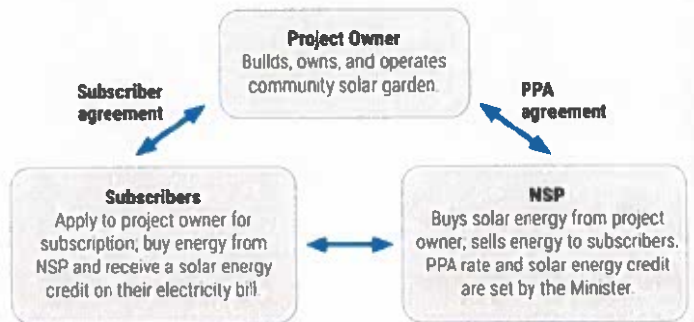 Project Owner
Builds, owns, and operates
community solar garden.
Subscriber
agreement
PPA
agreement
Subscribers
Apply to project owner for
subscription; buy energy from
NSP and receive a solar energy
credit on their electricity bill.
NSP
Buys solar energy from project
owner; sells energy to subscribers.
PPA rate and solar energy credit
are set by the Minister.